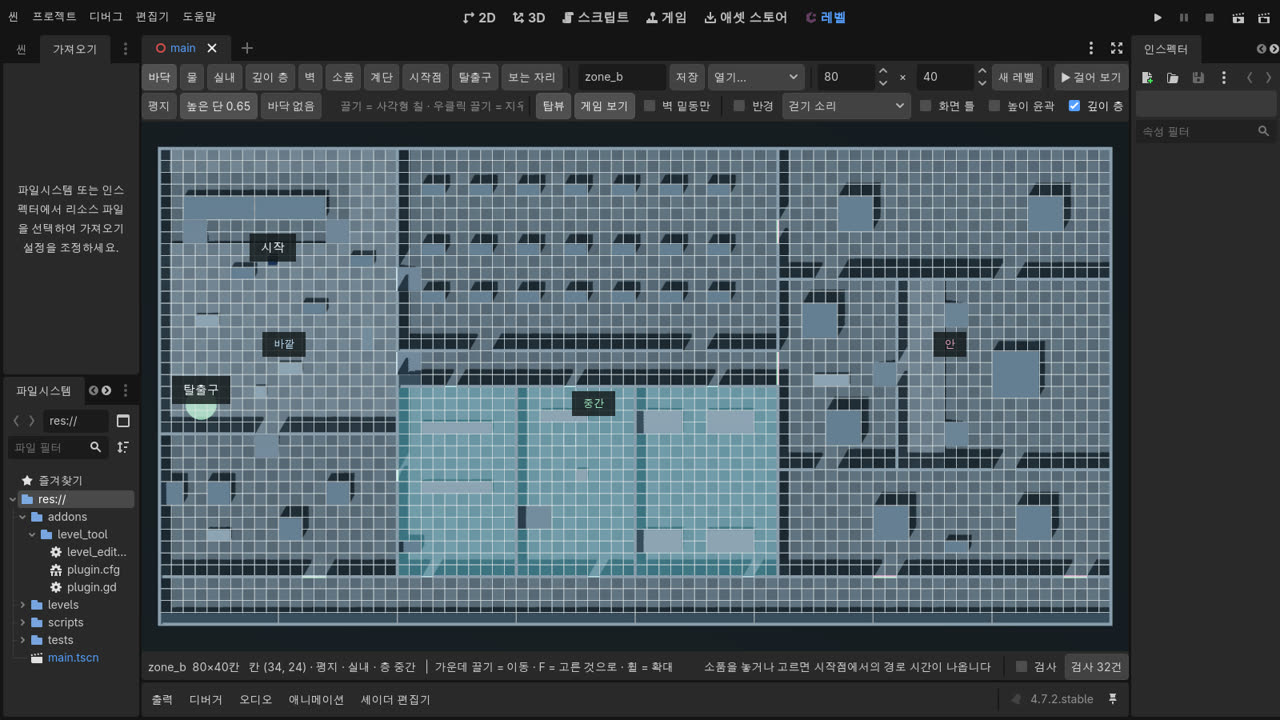 씬 프로젝트 디버그 편집기 도움말
2D 3D 스크립트 게임 애셋 스토어 레벨
씬 가져오기
main
인스펙터
바닥 물 실내 깊이 층 벽 소품 계단 시작점 탈출구 보는 자리 zone_b 저장 열기... 80 × 40 새 레벨 걸어 보기
평지 높은 단 0.65 바닥 없음 끌기 = 사각형 칠 · 우클릭 끌기 = 지우 탑뷰 게임 보기 벽 밑동만 반경 걷기 소리 화면 틀 높이 윤곽 깊이 층
속성 필터
파일시스템 또는 인스
펙터에서 리소스 파일
을 선택하여 가져오기
설정을 조정하세요.
시작
바깥
안
탈출구
중간
파일시스템
res://
파일 필터
즐겨찾기
res://
addons
level_tool
level_edit...
plugin.cfg
plugin.gd
levels
scripts
tests
main.tscn
zone_b 80×40칸 칸 (34, 24) · 평지 · 실내 · 층 중간 | 가운데 끌기 = 이동 · F = 고른 것으로 · 휠 = 확대 소품을 놓거나 고르면 시작점에서의 경로 시간이 나옵니다 검사 검사 32건
출력 디버거 오디오 애니메이션 셰이더 편집기 4.7.2.stable